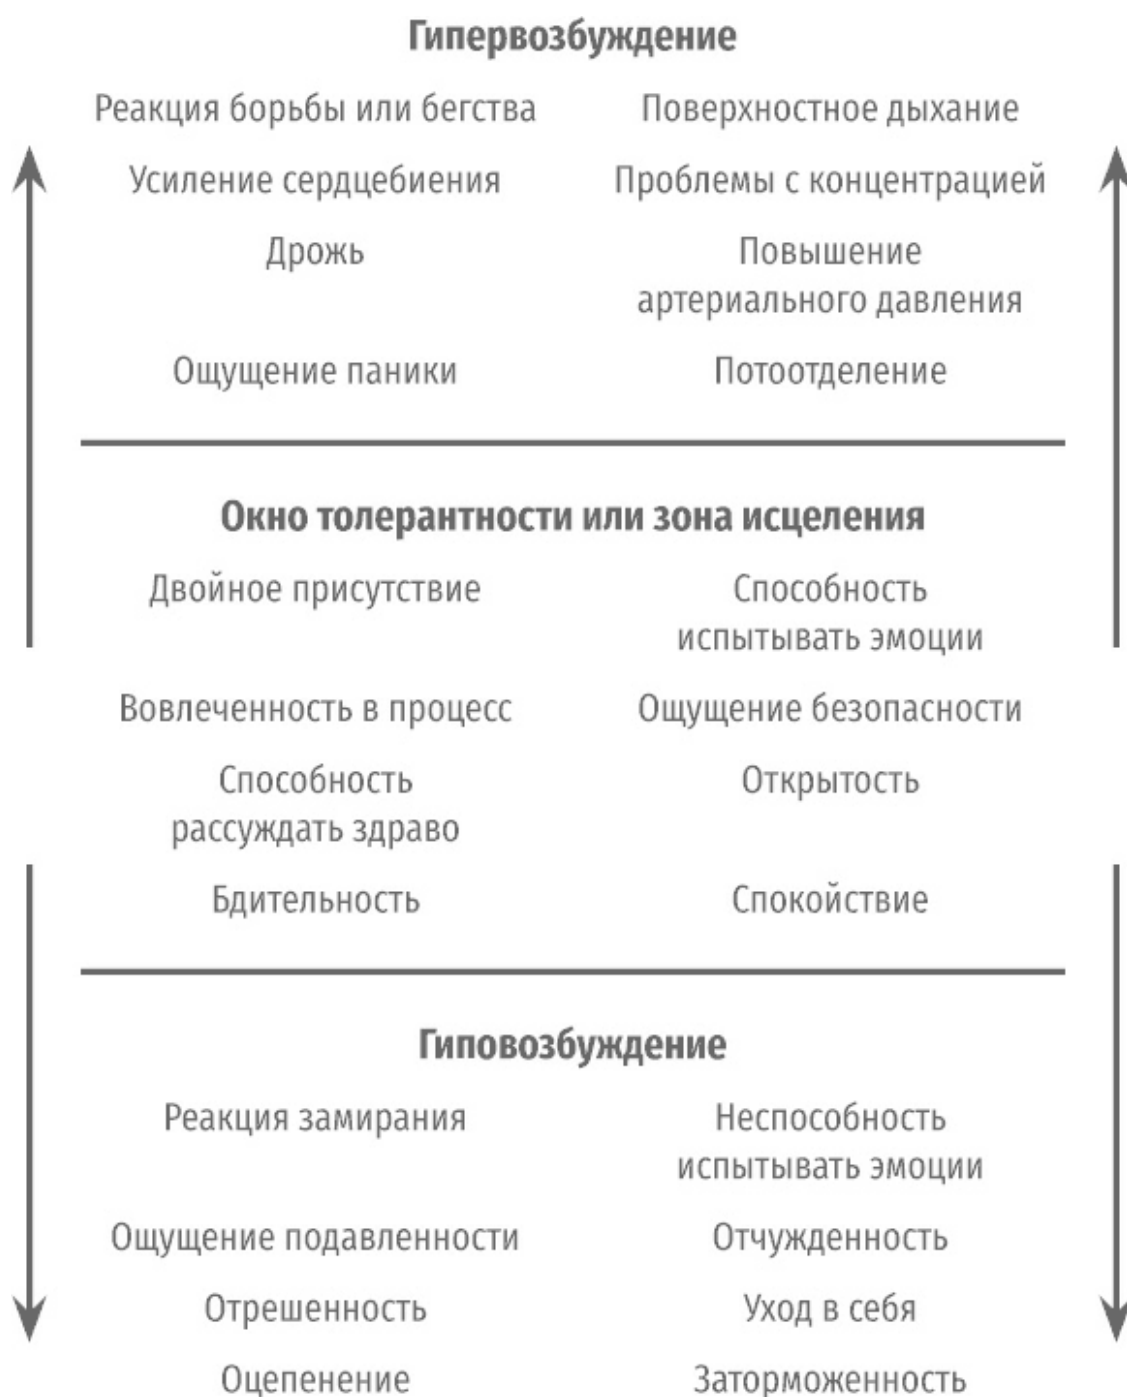 Гипервозбуждение
Реакция борьбы или бегства
Поверхностное дыхание
Усиление сердцебиения
Проблемы с концентрацией
Дрожь
Повышение
артериального давления
Ощущение паники
Потоотделение
Окно толерантности или зона исцеления
Двойное присутствие
Способность
испытывать эмоции
Вовлеченность в процесс
Ощущение безопасности
Способность
рассуждать здраво
Открытость
Бдительность
Спокойствие
Гиповозбуждение
Реакция замирания
Неспособность
испытывать эмоции
Ощущение подавленности
Отчужденность
Отрешенность
Уход в себя
Оцепенение
Заторможенность